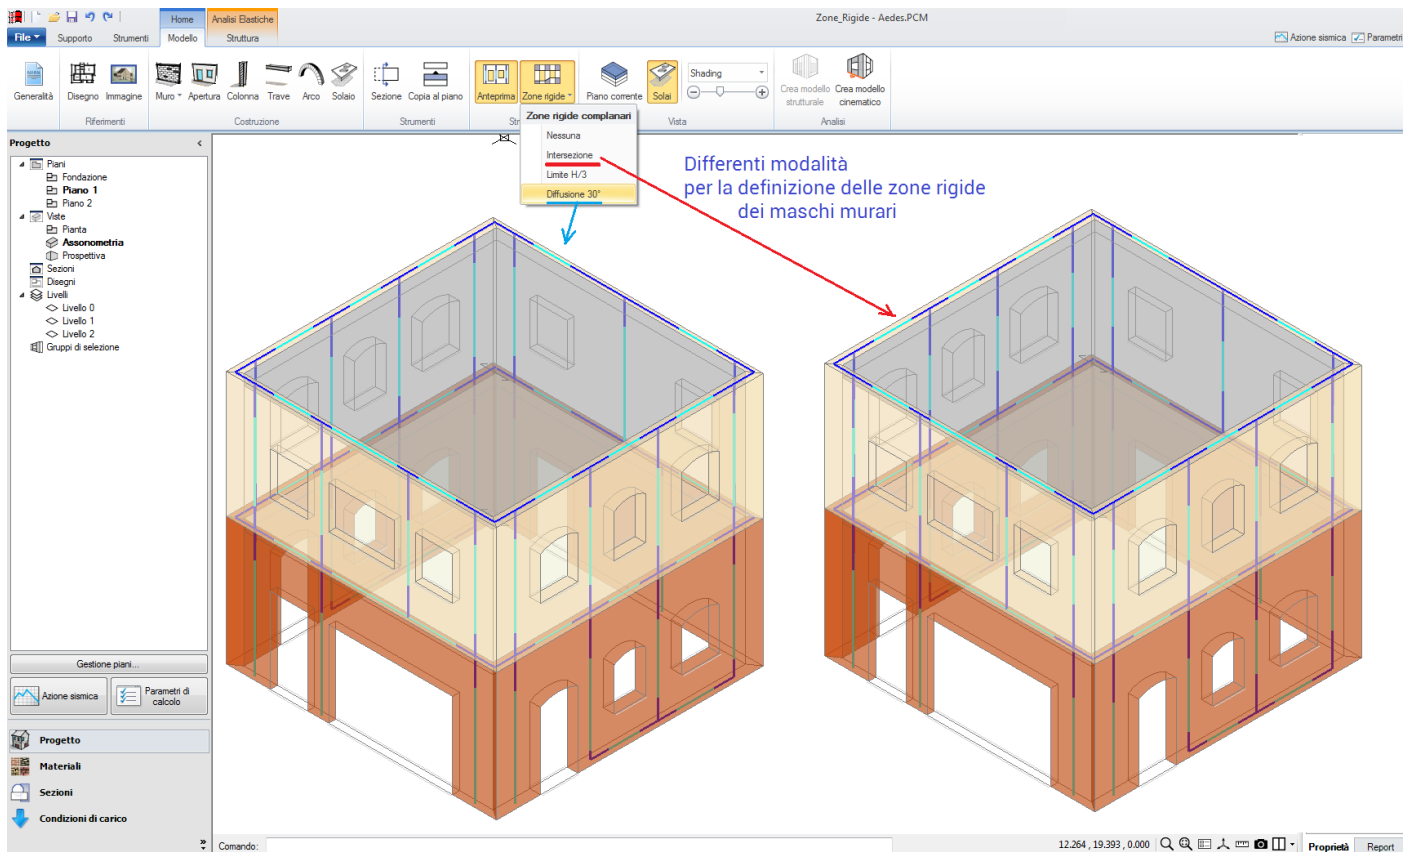 Zone_Rigide - Aedes.PCM
Home
Analisi Elastiche
File
Supporto
Strumenti
Modello
Struttura
Azione sismica
Parametri
Generalità
Disegno
Immagine
Muro
Apertura
Colonna
Trave
Arco
Solaio
Sezione
Copia al piano
Anteprima
Zone rigide
Piano corrente
Solai
Shading
Crea modello
strutturale
Crea modello
cinematico
Riferimenti
Costruzione
Strumenti
Str
Vista
Analisi
Zone rigide complanari
Nessuna
Intersezione
Limite H/3
Diffusione 30°
Differenti modalità
per la definizione delle zone rigide
dei maschi murari
Progetto
Piani
Fondazione
Piano 1
Piano 2
Viste
Pianta
Assonometria
Prospettiva
Sezioni
Disegni
Livelli
Livello 0
Livello 1
Livello 2
Gruppi di selezione
Gestione piani...
Azione sismica
Parametri di
calcolo
Progetto
Materiali
Sezioni
Condizioni di carico
Comando:
12.264 , 19.393 , 0.000
Proprietà
Report